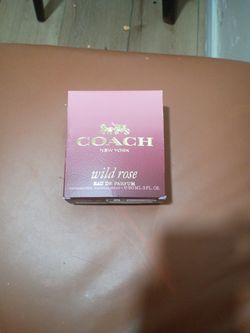 COACH
NEW YORK
wild rose
EAU DE PARFUM